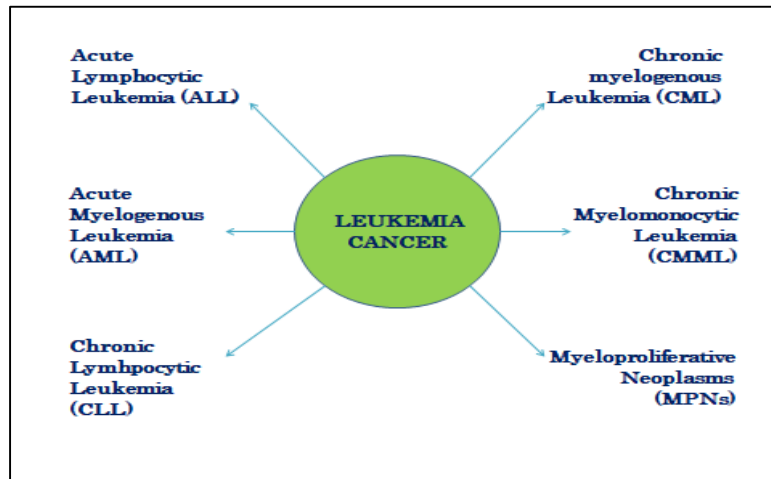 Acute
Lymphocytic
Leukemia (ALL)
Chronic
myelogenous
Leukemia (CML)
Acute
Myelogenous
Leukemia
(AML)
LEUKEMIA
CANCER
Chronic
Myelomonocytic
Leukemia
(CMML)
Chronic
Lymhpocytic
Leukemia
(CLL)
Myeloproliferative
Neoplasms
(MPNs)